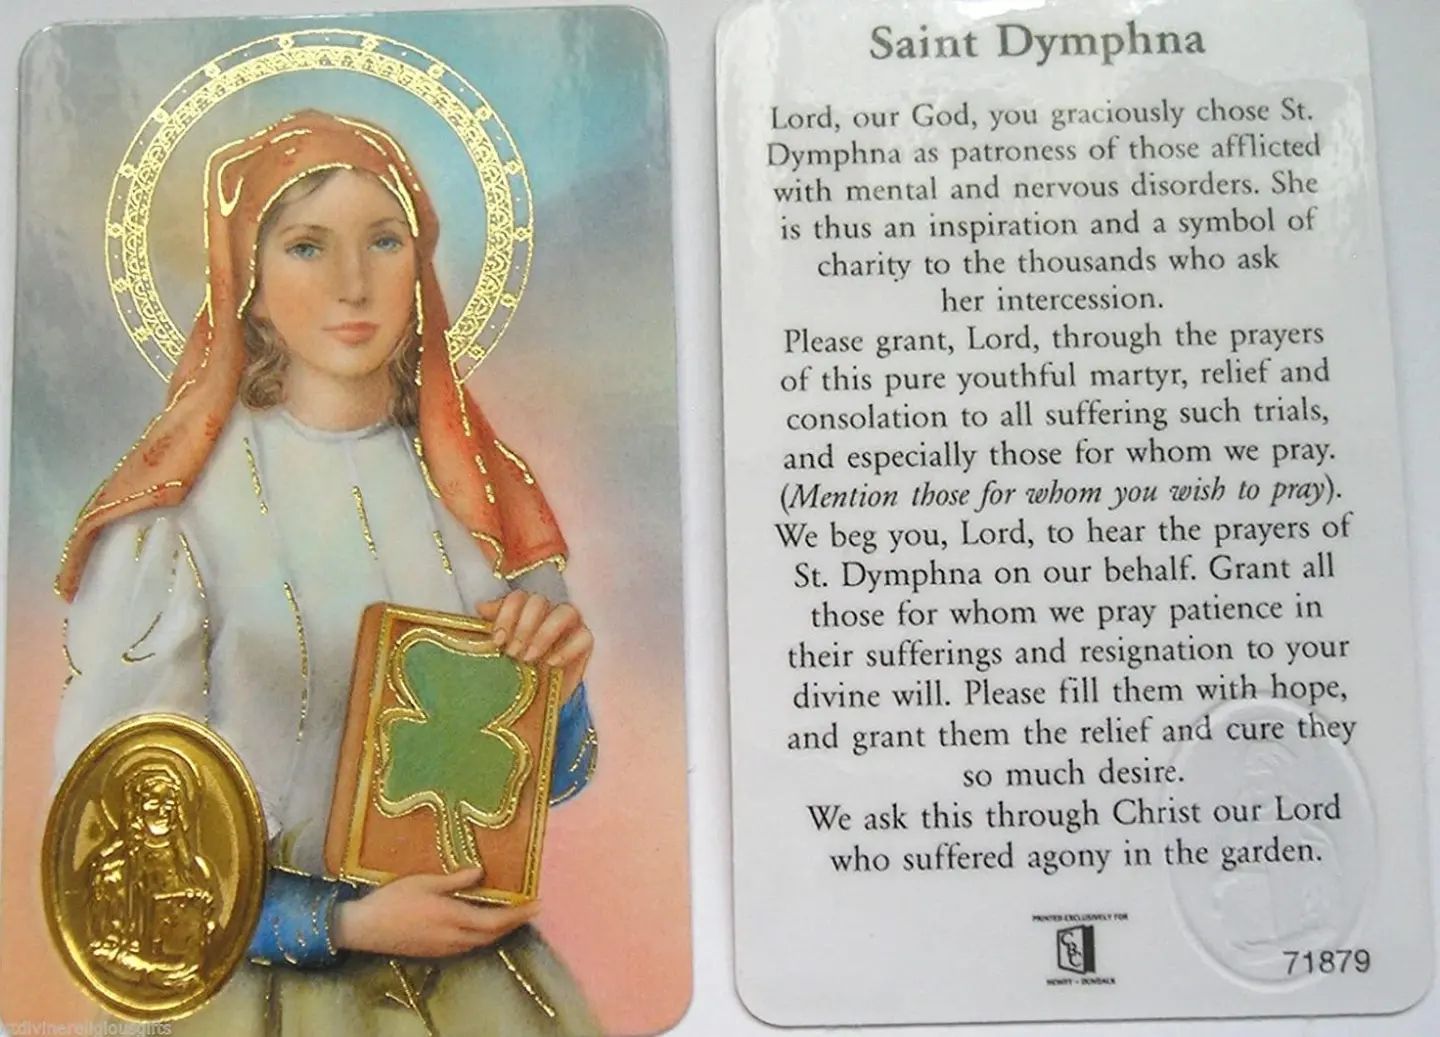 Saint Dymphna
Lord, our God, you graciously chose St.
Dymphna as patroness of those afflicted
with mental and nervous disorders. She
is thus an inspiration and a symbol of
charity to the thousands who ask
her intercession.
Please grant, Lord, through the prayers
of this pure youthful martyr, relief and
consolation to all suffering such trials,
and especially those for whom we pray.
(Mention those for whom you wish to pray).
We beg you, Lord, to hear the prayers of
St. Dymphna on our behalf. Grant all
those for whom we pray patience in
their sufferings and resignation to your
divine will. Please fill them with hope,
and grant them the relief and cure they
so much desire.
We ask this through Christ our Lord
who suffered agony in the garden.
PRINTED EXCLUSIVELY FOR
CBC
NEWRY - DUNDALK
71879